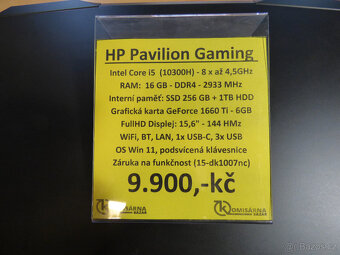 HP Pavilion Gaming
Intel Core i5 (10300H) - 8 x až 4,5GHz
RAM: 16 GB - DDR4 - 2933 MHz
Interní paměť: SSD 256 GB + 1TB HDD
Grafická karta GeForce 1660 Ti - 6GB
FullHD Displej: 15,6" - 144 HMz
WiFi, BT, LAN, 1x USB-C, 3x USB
OS Win 11, podsvícená klávesnice
Záruka na funkčnost (15-dk1007nc)
9.900,-kč
KOMISÁRNA
BAZAR
KOMISÁRNA
BAZAR